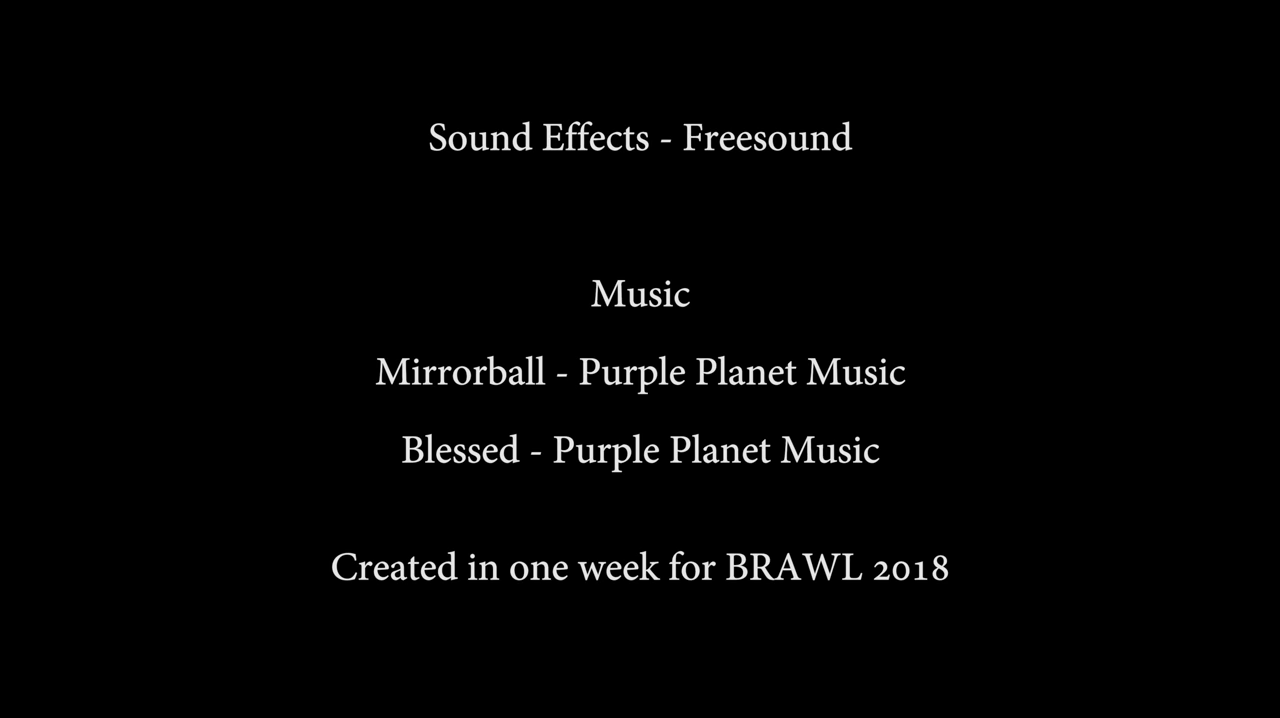 Sound Effects - Freesound
Music
Mirrorball - Purple Planet Music
Blessed - Purple Planet Music
Created in one week for BRAWL 2018